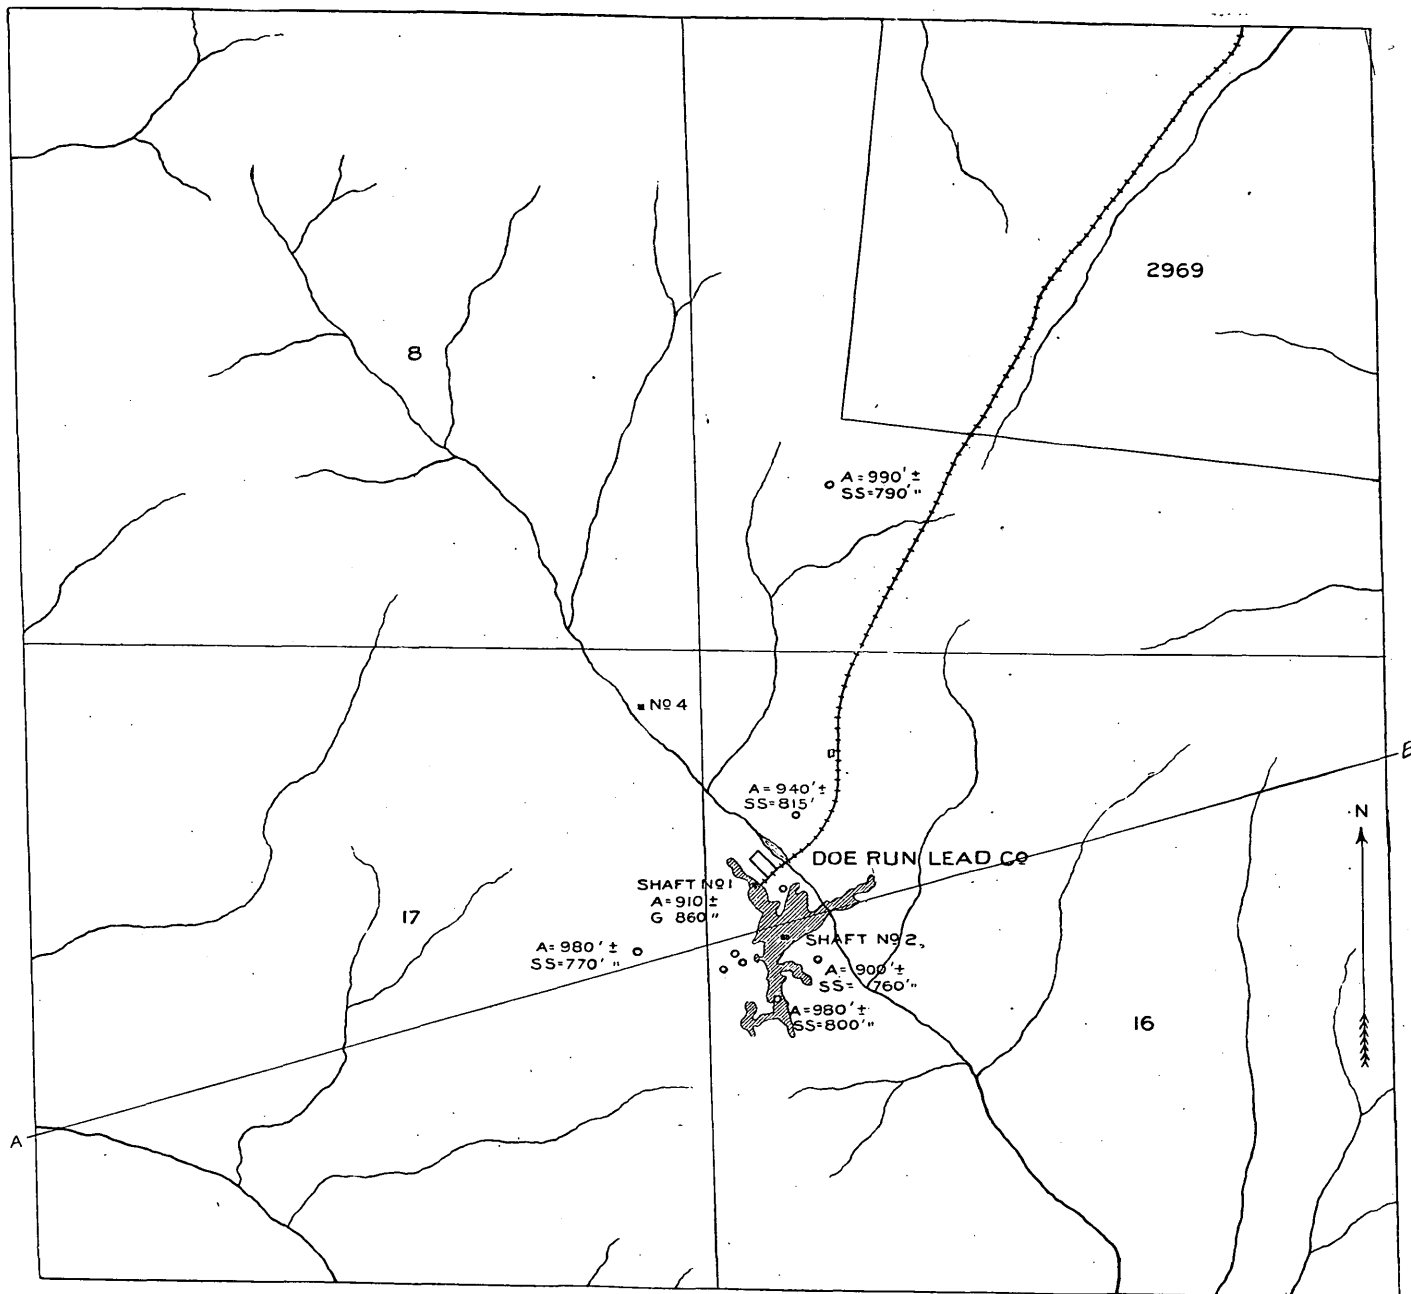 2969
8
A=990'±
SS=790'"
Nº 4
B
A=940'±
SS=815'
N
DOE RUN LEAD Cº
SHAFT Nº1
A=910±
G 860"
17
SHAFT Nº2
A=980'±
SS=770'"
A=900'±
SS= 760'"
A=980'±
SS=800'"
16
A